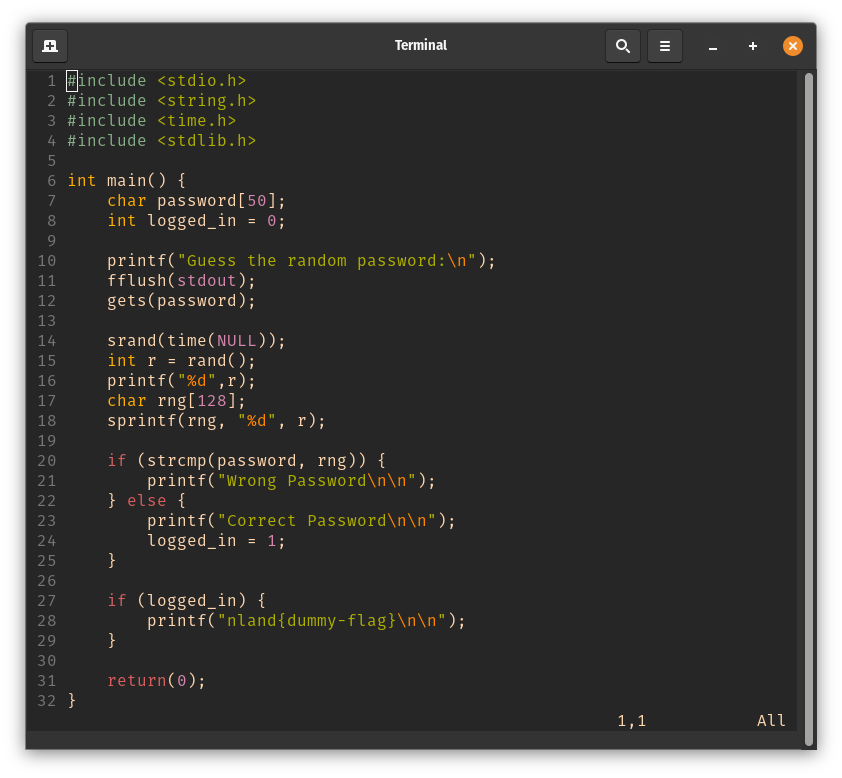 Terminal
1 #include <stdio.h>
2 #include <string.h>
3 #include <time.h>
4 #include <stdlib.h>
5
6 int main() {
7     char password[50];
8     int logged_in = 0;
9
10     printf("Guess the random password:\n");
11     fflush(stdout);
12     gets(password);
13
14     srand(time(NULL));
15     int r = rand();
16     printf("%d",r);
17     char rng[128];
18     sprintf(rng, "%d", r);
19
20     if (strcmp(password, rng)) {
21         printf("Wrong Password\n\n");
22     } else {
23         printf("Correct Password\n\n");
24         logged_in = 1;
25     }
26
27     if (logged_in) {
28         printf("nland{dummy-flag}\n\n");
29     }
30
31     return(0);
32 }
1,1 All